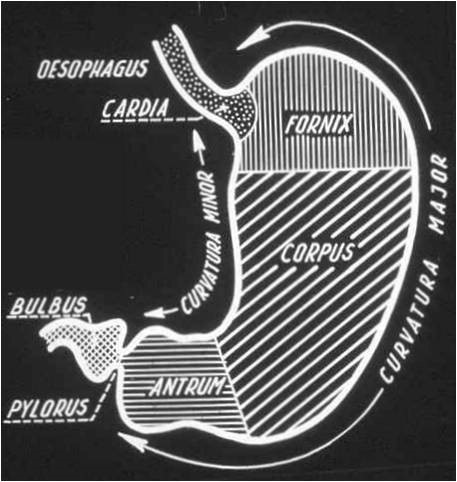 OESOPHAGUS
CARDIA
FORNIX
CURVATURA MINOR
CORPUS
CURVATURA MAJOR
BULBUS
ANTRUM
PYLORUS